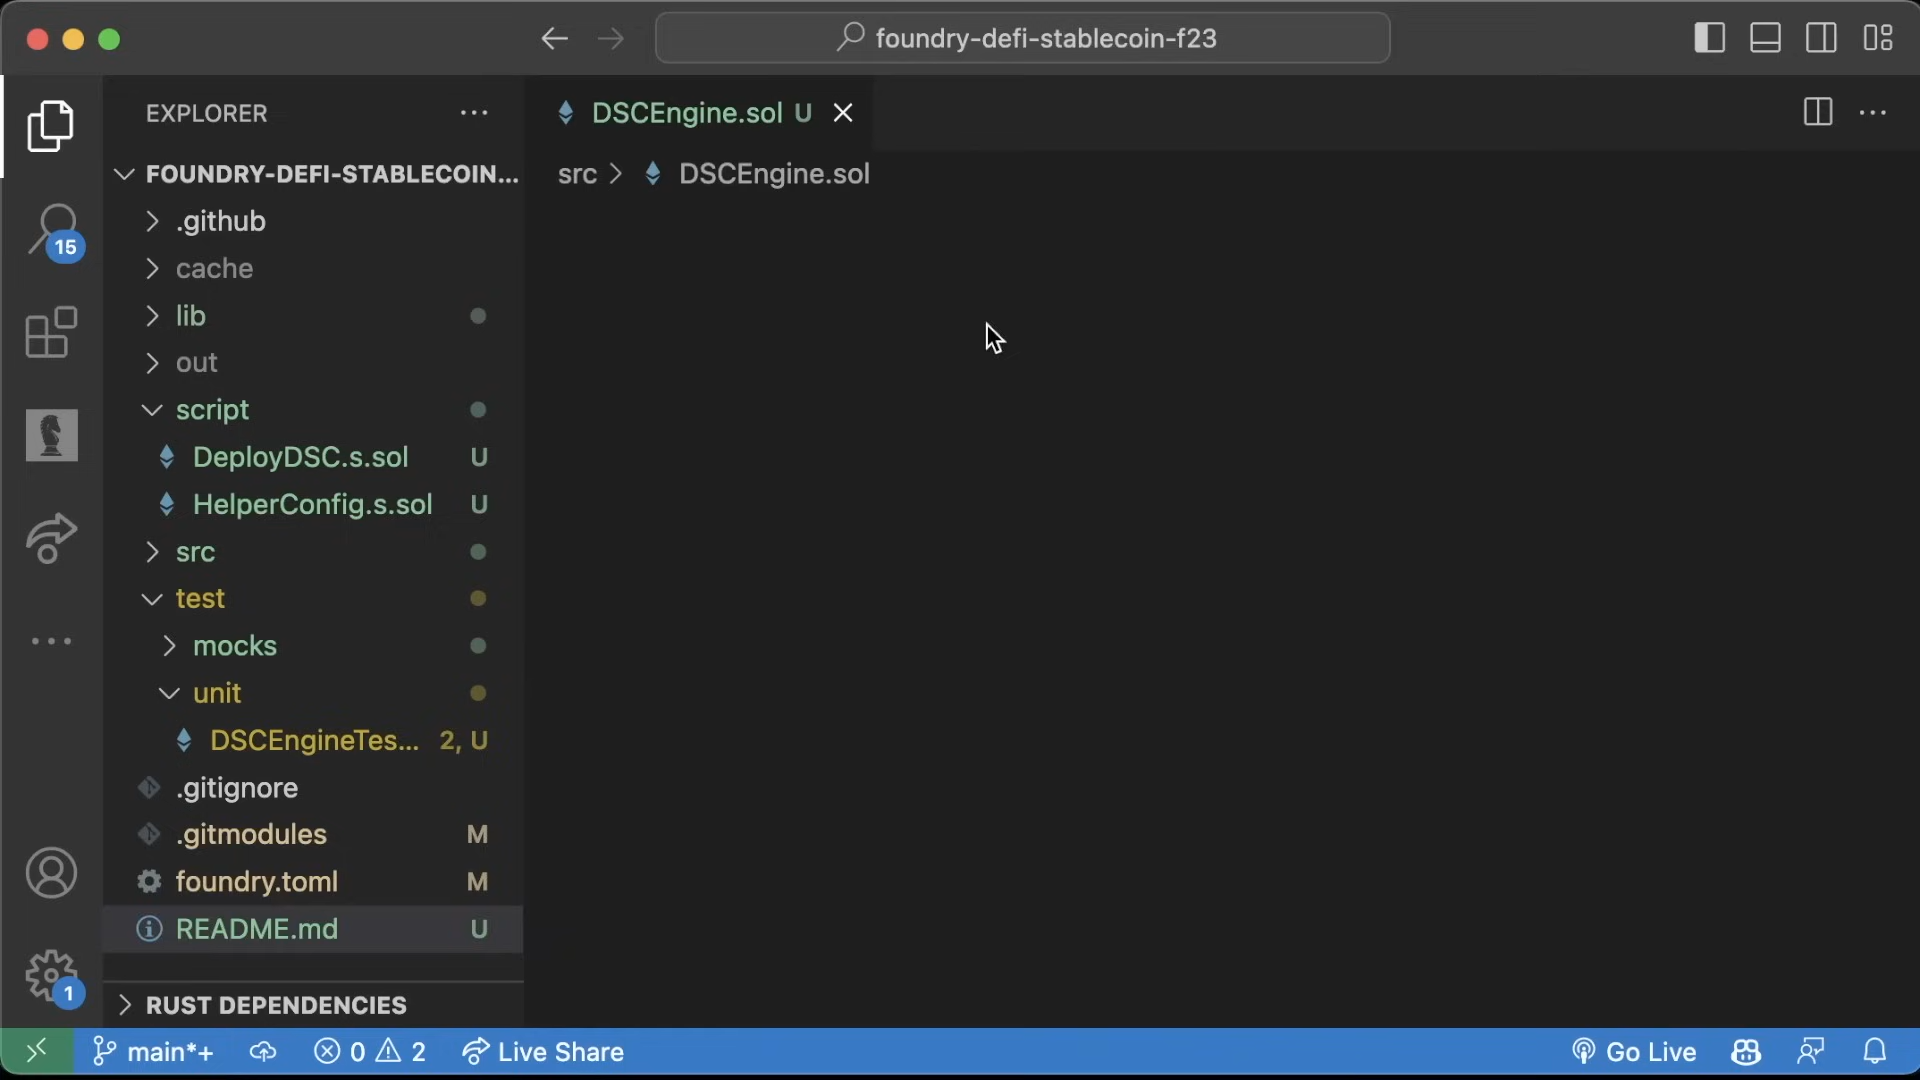 foundry-defi-stablecoin-f23
EXPLORER
DSCEngine.sol U
FOUNDRY-DEFI-STABLECOIN...
src > DSCEngine.sol
.github
15
cache
lib
out
script
DeployDSC.s.sol U
HelperConfig.s.sol U
src
test
mocks
unit
DSCEngineTes... 2, U
.gitignore
.gitmodules M
foundry.toml M
README.md U
1
RUST DEPENDENCIES
main*+ 0 2 Live Share Go Live